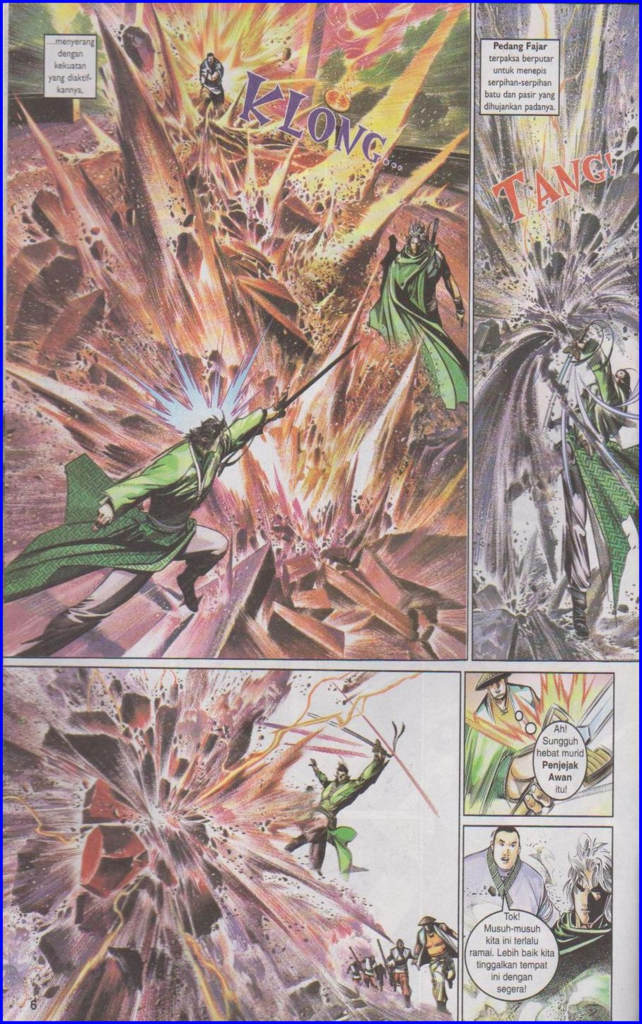 ...menyerang
dengan
kekuatan
yang diaktif-
kannya,
KLONG...
Pedang Fajar
terpaksa berputar
untuk menepis
serpihan-serpihan
batu dan pasir yang
dihujankan padanya.
TANG!
Ah!
Sungguh
hebat murid
Penjejak
Awan
itu!
Tok!
Musuh-musuh
kita ini terlalu
ramai. Lebih baik kita
tinggalkan tempat
ini dengan
segera!
6